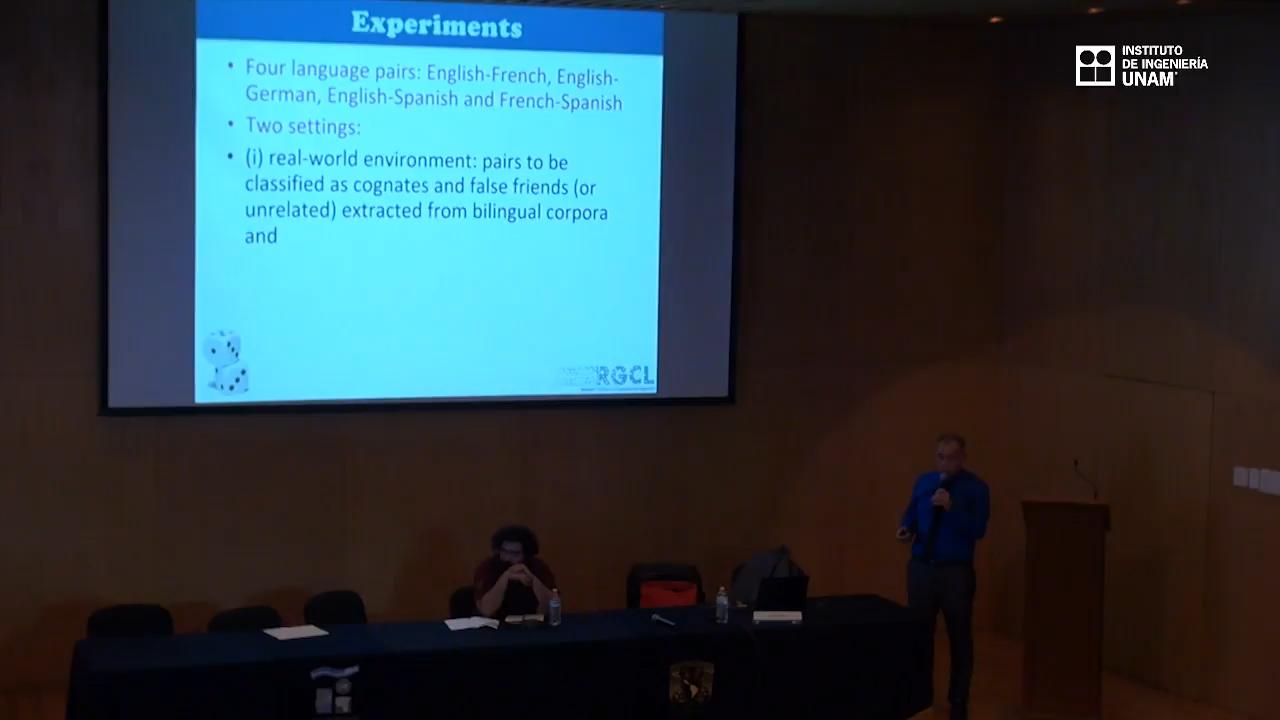 Experiments
INSTITUTO
DE INGENIERÍA
UNAM
• Four language pairs: English-French, English-
German, English-Spanish and French-Spanish
• Two settings:
• (i) real-world environment: pairs to be
classified as cognates and false friends (or
unrelated) extracted from bilingual corpora
and
RGCL